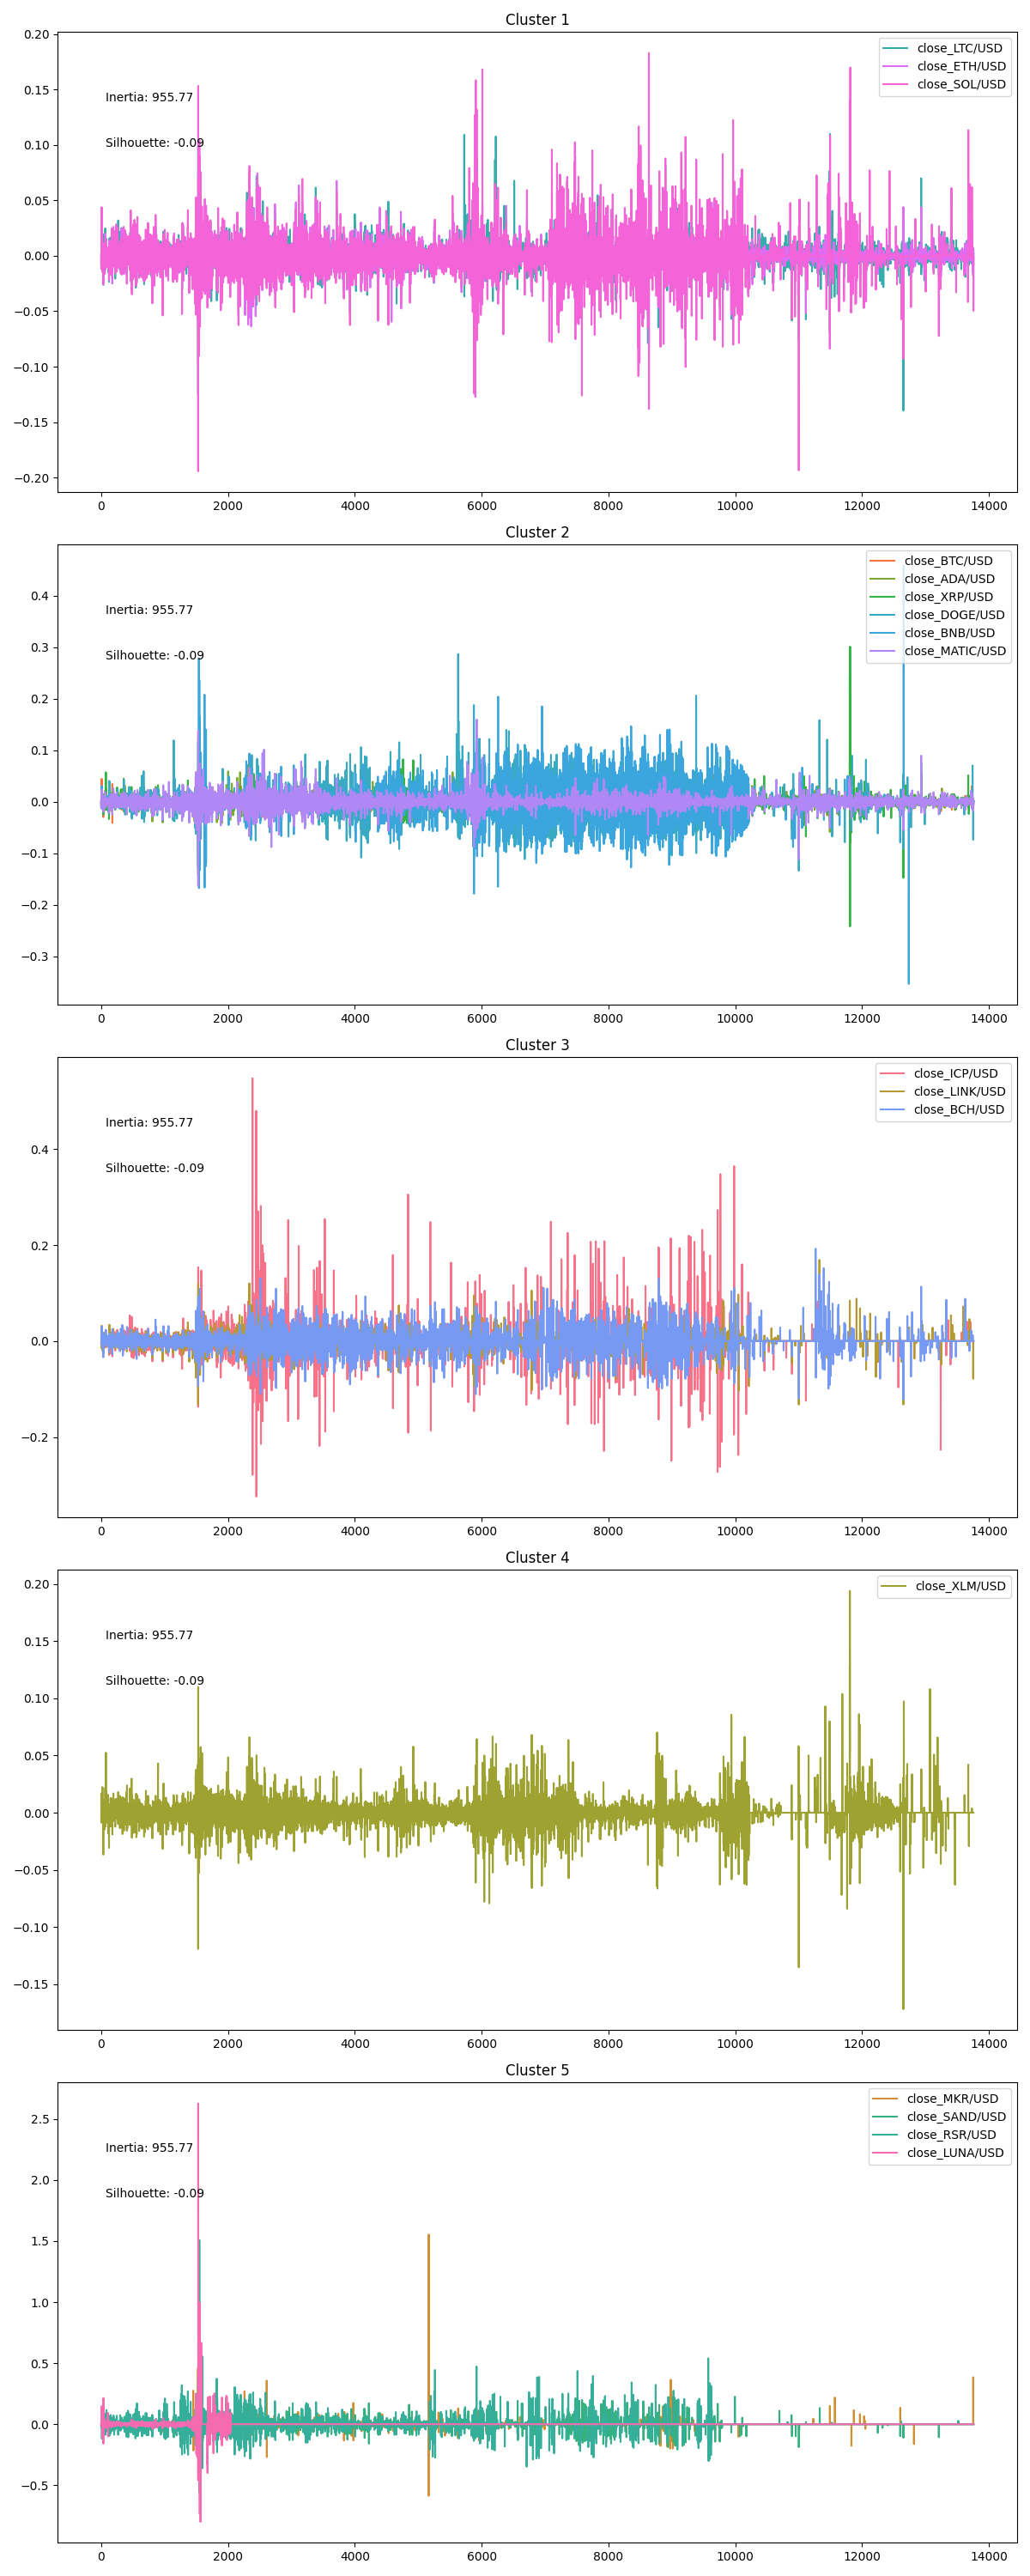 Cluster 1
0.20
0.15
0.10
0.05
0.00
−0.05
−0.10
−0.15
−0.20
Inertia: 955.77
Silhouette: -0.09
close_LTC/USD
close_ETH/USD
close_SOL/USD
0 2000 4000 6000 8000 10000 12000 14000
Cluster 2
0.4
0.3
0.2
0.1
0.0
−0.1
−0.2
−0.3
Inertia: 955.77
Silhouette: -0.09
close_BTC/USD
close_ADA/USD
close_XRP/USD
close_DOGE/USD
close_BNB/USD
close_MATIC/USD
0 2000 4000 6000 8000 10000 12000 14000
Cluster 3
0.4
0.2
0.0
−0.2
Inertia: 955.77
Silhouette: -0.09
close_ICP/USD
close_LINK/USD
close_BCH/USD
0 2000 4000 6000 8000 10000 12000 14000
Cluster 4
0.20
0.15
0.10
0.05
0.00
−0.05
−0.10
−0.15
Inertia: 955.77
Silhouette: -0.09
close_XLM/USD
0 2000 4000 6000 8000 10000 12000 14000
Cluster 5
2.5
2.0
1.5
1.0
0.5
0.0
−0.5
Inertia: 955.77
Silhouette: -0.09
close_MKR/USD
close_SAND/USD
close_RSR/USD
close_LUNA/USD
0 2000 4000 6000 8000 10000 12000 14000